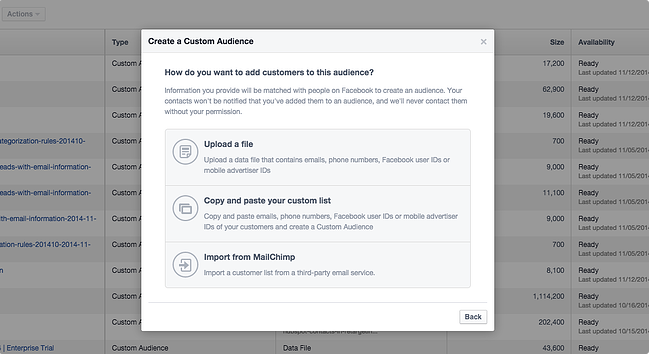 Actions
Type
Size
Availability
Create a Custom Audience
How do you want to add customers to this audience?
Information you provide will be matched with people on Facebook to create an audience. Your
contacts won't be notified that you've added them to an audience, and we'll never contact them
without your permission.
Upload a file
Upload a data file that contains emails, phone numbers, Facebook user IDs or
mobile advertiser IDs
Copy and paste your custom list
Copy and paste emails, phone numbers, Facebook user IDs or mobile advertiser
IDs of your customers and create a Custom Audience
Import from MailChimp
Import a customer list from a third-party email service.
Back
Custom A 17,200 Ready
Last updated 11/12/201
Custom A 62,900 Ready
Last updated 11/12/201
Custom A 19,600 Ready
Last updated 11/12/201
ategorization-rules-201410- Custom A 700 Ready
Last updated 11/05/201
eads-with-email-information- Custom A 9,000 Ready
Last updated 11/05/201
eads-with-email-information- Custom A 11,100 Ready
Last updated 11/05/201
ith-email-information-2014-11- Custom A 9,000 Ready
Last updated 11/05/201
ation-rules-201410-2014-11- Custom A 700 Ready
Last updated 11/05/201
n Custom A 8,100 Ready
Last updated 11/12/201
Custom A 1,114,200 Ready
Last updated 10/16/201
Custom A 202,400 Ready
Last updated 10/15/201
| Enterprise Trial Custom Audience Data File 43,600 Ready